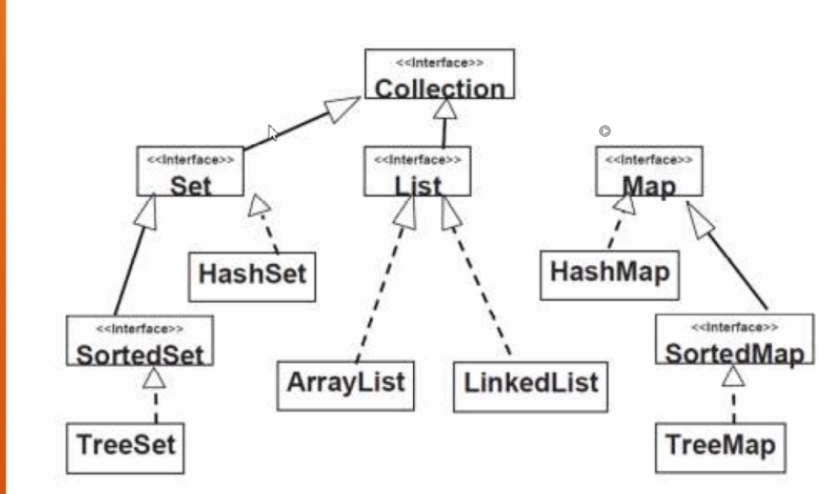 <<Interface>>
Collection
<<Interface>>
Set
<<Interface>>
List
<<Interface>>
Map
HashSet
HashMap
<<Interface>>
SortedSet
<<Interface>>
SortedMap
ArrayList
LinkedList
TreeSet
TreeMap